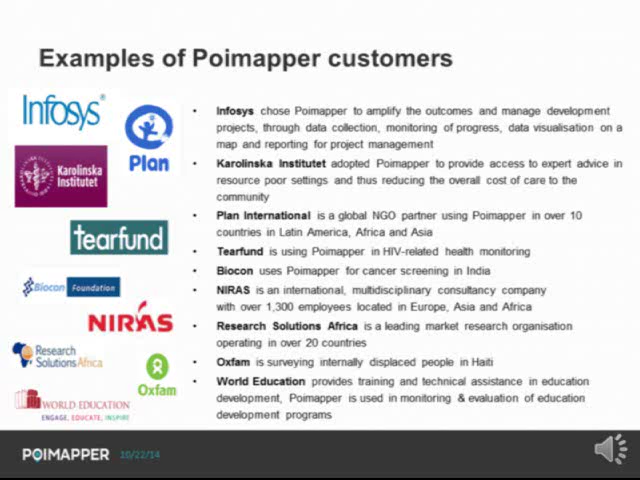 Examples of Poimapper customers
Infosys®
Plan
Karolinska
Institutet
tearfund
Biocon Foundation
NIRAS
Research
Solutions Africa
Oxfam
WORLD EDUCATION
ENGAGE, EDUCATE, INSPIRE
• Infosys chose Poimapper to amplify the outcomes and manage development
projects, through data collection, monitoring of progress, data visualisation on a
map and reporting for project management
• Karolinska Institutet adopted Poimapper to provide access to expert advice in
resource poor settings and thus reducing the overall cost of care to the
community
• Plan International is a global NGO partner using Poimapper in over 10
countries in Latin America, Africa and Asia
• Tearfund is using Poimapper in HIV-related health monitoring
• Biocon uses Poimapper for cancer screening in India
• NIRAS is an international, multidisciplinary consultancy company
with over 1,300 employees located in Europe, Asia and Africa
• Research Solutions Africa is a leading market research organisation
operating in over 20 countries
• Oxfam is surveying internally displaced people in Haiti
• World Education provides training and technical assistance in education
development, Poimapper is used in monitoring & evaluation of education
development programs
POIMAPPER 10/22/14